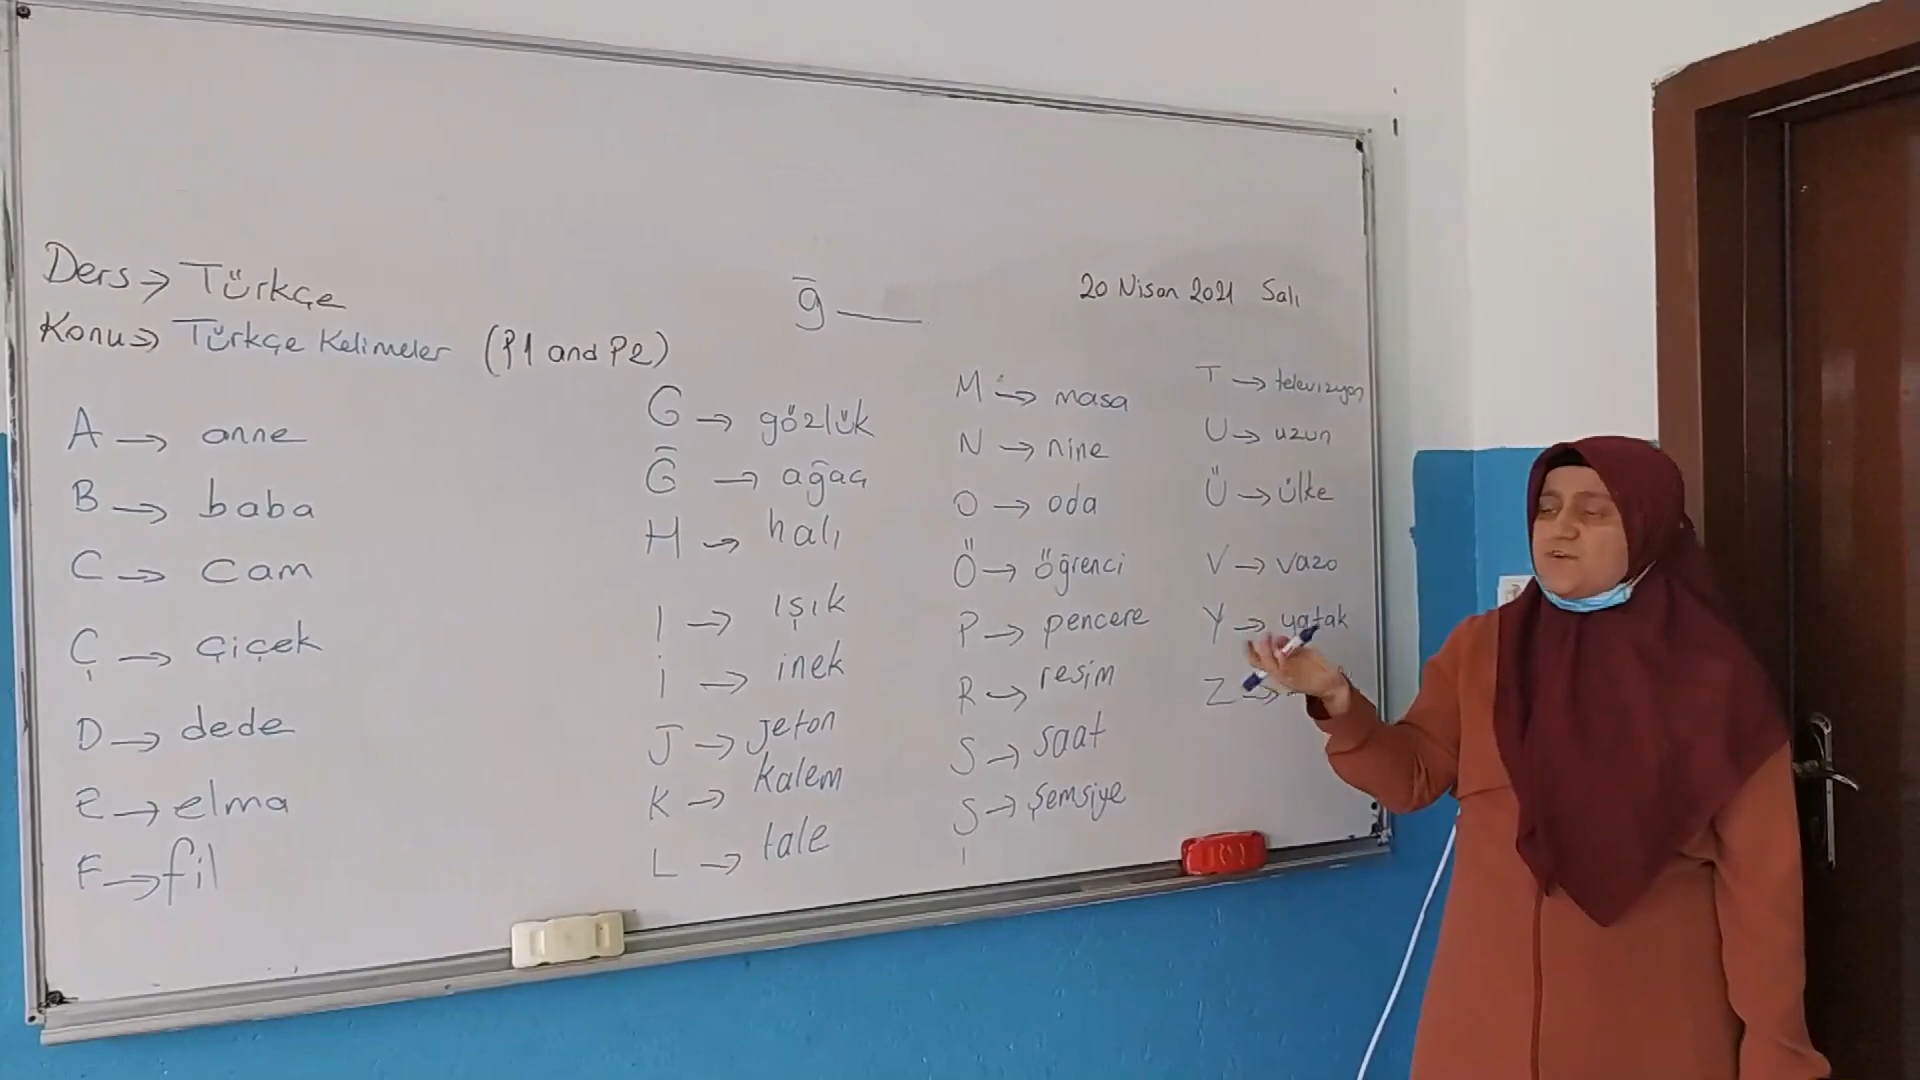 Ders → Türkçe
Konu → Türkçe Kelimeler (P1 and P2)
ğ
20 Nisan 2021 Salı
A → anne
B → baba
C → cam
Ç → çiçek
D → dede
E → elma
F → fil
G → gözlük
Ğ → ağaç
H → halı
I → ışık
İ → inek
J → jeton
K → kalem
L → lale
M → masa
N → nine
O → oda
Ö → öğrenci
P → pencere
R → resim
S → saat
Ş → şemsiye
T → televizyon
U → uzun
Ü → ülke
V → vazo
Y → yatak
Z →